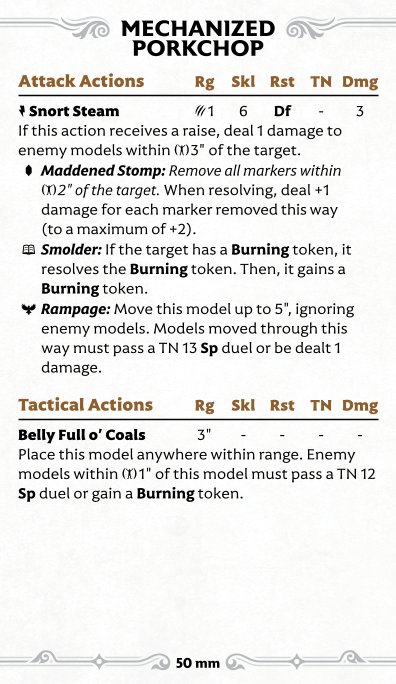 MECHANIZED
PORKCHOP
Attack Actions Rg Skl Rst TN Dmg
Snort Steam 1 6 Df - 3
If this action receives a raise, deal 1 damage to
enemy models within 3" of the target.
Maddened Stomp: Remove all markers within
2" of the target. When resolving, deal +1
damage for each marker removed this way
(to a maximum of +2).
Smolder: If the target has a Burning token, it
resolves the Burning token. Then, it gains a
Burning token.
Rampage: Move this model up to 5", ignoring
enemy models. Models moved through this
way must pass a TN 13 Sp duel or be dealt 1
damage.
Tactical Actions Rg Skl Rst TN Dmg
Belly Full o’ Coals 3" - - - -
Place this model anywhere within range. Enemy
models within 1" of this model must pass a TN 12
Sp duel or gain a Burning token.
50 mm